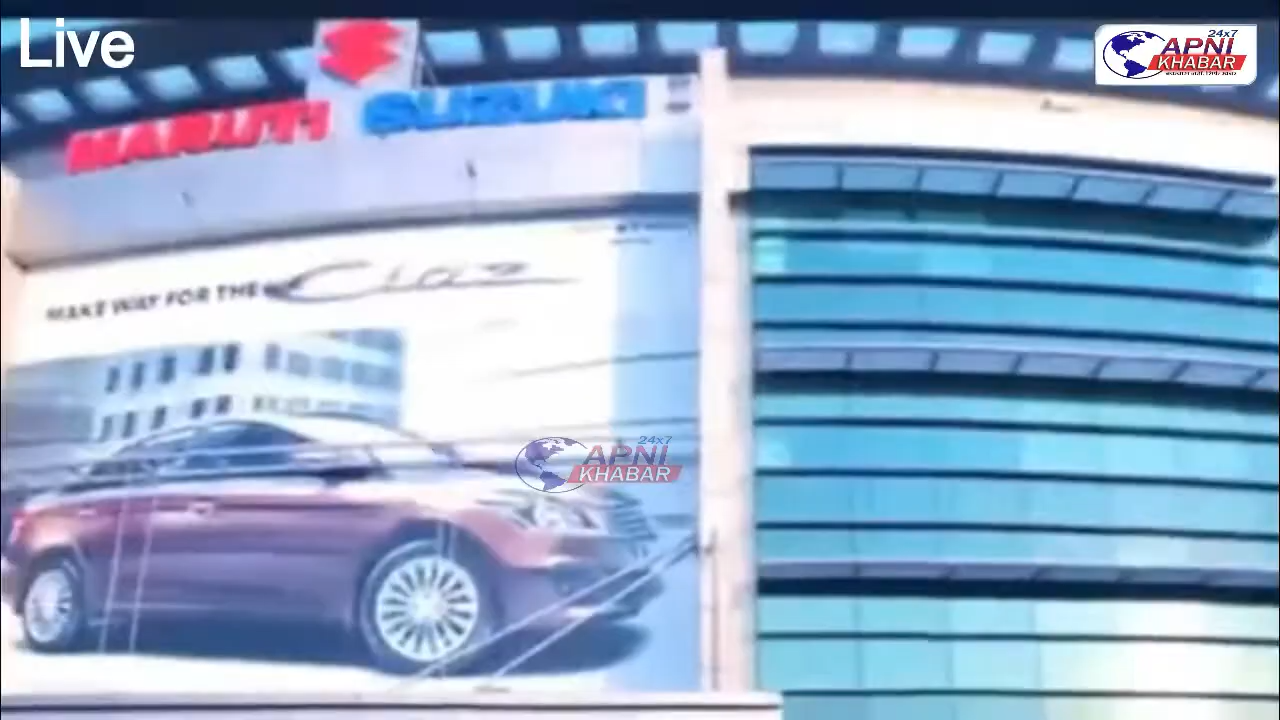 Live
24x7
APNI
KHABAR
MARUTI SUZUKI
MAKE WAY FOR THE Ciaz
24x7
APNI
KHABAR